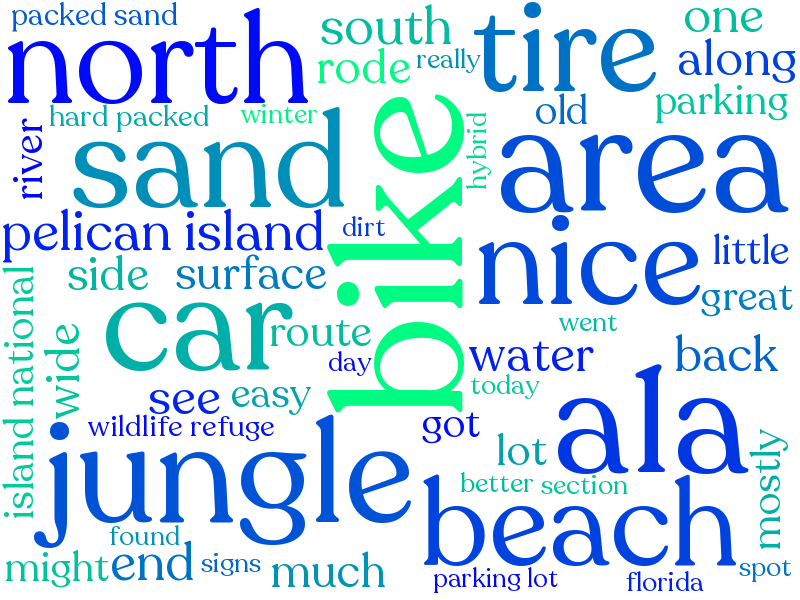 packed sand
north
south
rode
really
tire
one
along
parking
old
hard packed
winter
river
sand
bike
hybrid
area
pelican island
dirt
nice
little
side
surface
great
island national
wide
car
route
went
day
water
back
today
see
easy
wildlife refuge
got
ala
lot
mostly
jungle
better
section
beach
found
might
end
signs
much
parking lot
florida
spot